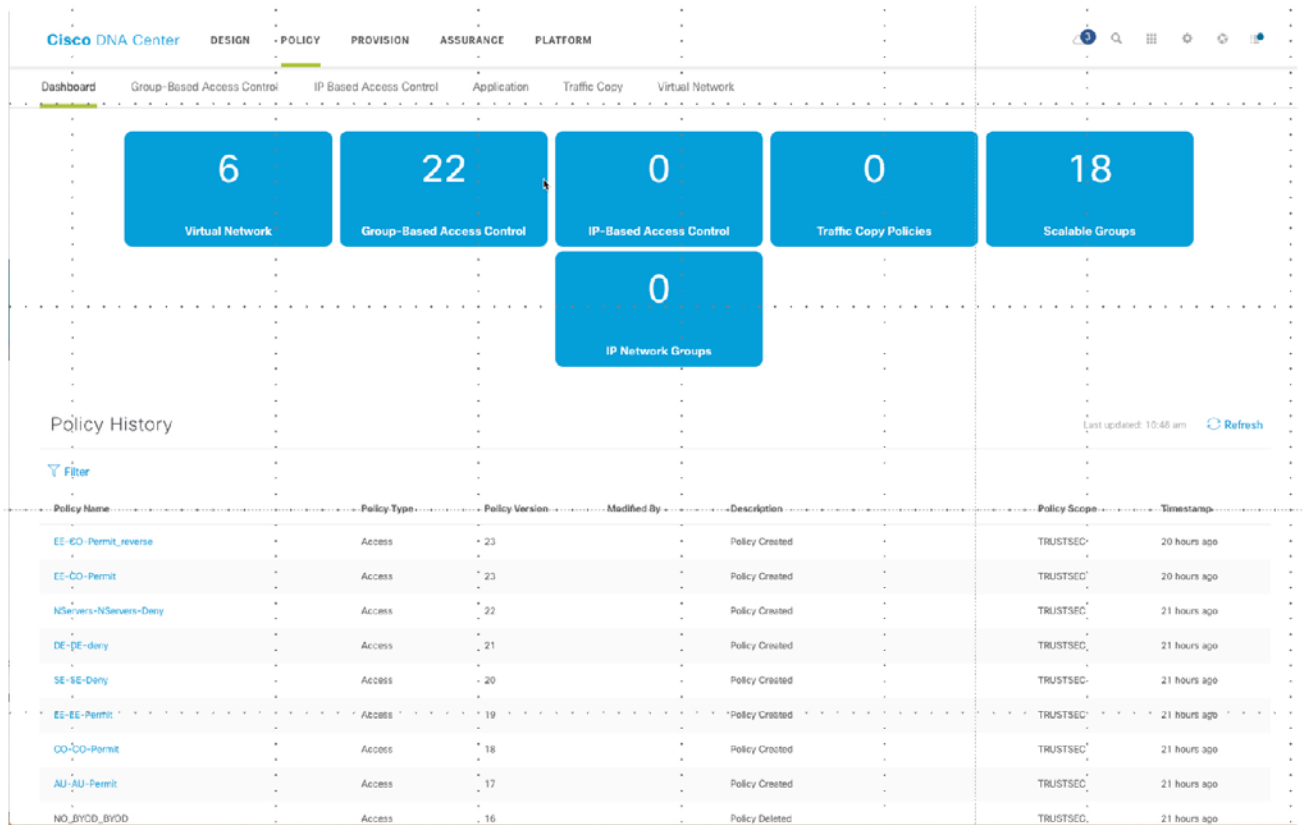 Cisco DNA Center DESIGN POLICY PROVISION ASSURANCE PLATFORM 3
Dashboard Group-Based Access Control IP Based Access Control Application Traffic Copy Virtual Network
6 22 0 0 18
Virtual Network Group-Based Access Control IP-Based Access Control Traffic Copy Policies Scalable Groups
0
IP Network Groups
Policy History Last updated: 10:46 am Refresh
Filter
Policy Name Policy Type Policy Version Modified By Description Policy Scope Timestamp
EE-CO-Permit_reverse Access 23 Policy Created TRUSTSEC 20 hours ago
EE-CO-Permit Access 23 Policy Created TRUSTSEC 20 hours ago
NServers-NServers-Deny Access 22 Policy Created TRUSTSEC 21 hours ago
DE-DE-deny Access 21 Policy Created TRUSTSEC 21 hours ago
SE-SE-Deny Access 20 Policy Created TRUSTSEC 21 hours ago
EE-EE-Permit Access 19 Policy Created TRUSTSEC 21 hours ago
CO-CO-Permit Access 18 Policy Created TRUSTSEC 21 hours ago
AU-AU-Permit Access 17 Policy Created TRUSTSEC 21 hours ago
NO_BYOD_BYOD Access 16 Policy Deleted TRUSTSEC 21 hours ago